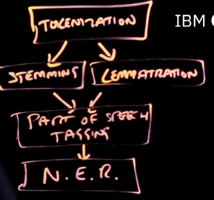 IBM
TOKENIZATION
STEMMING
LEMMATIZATION
PART OF SPEECH
TAGGING
N.E.R.